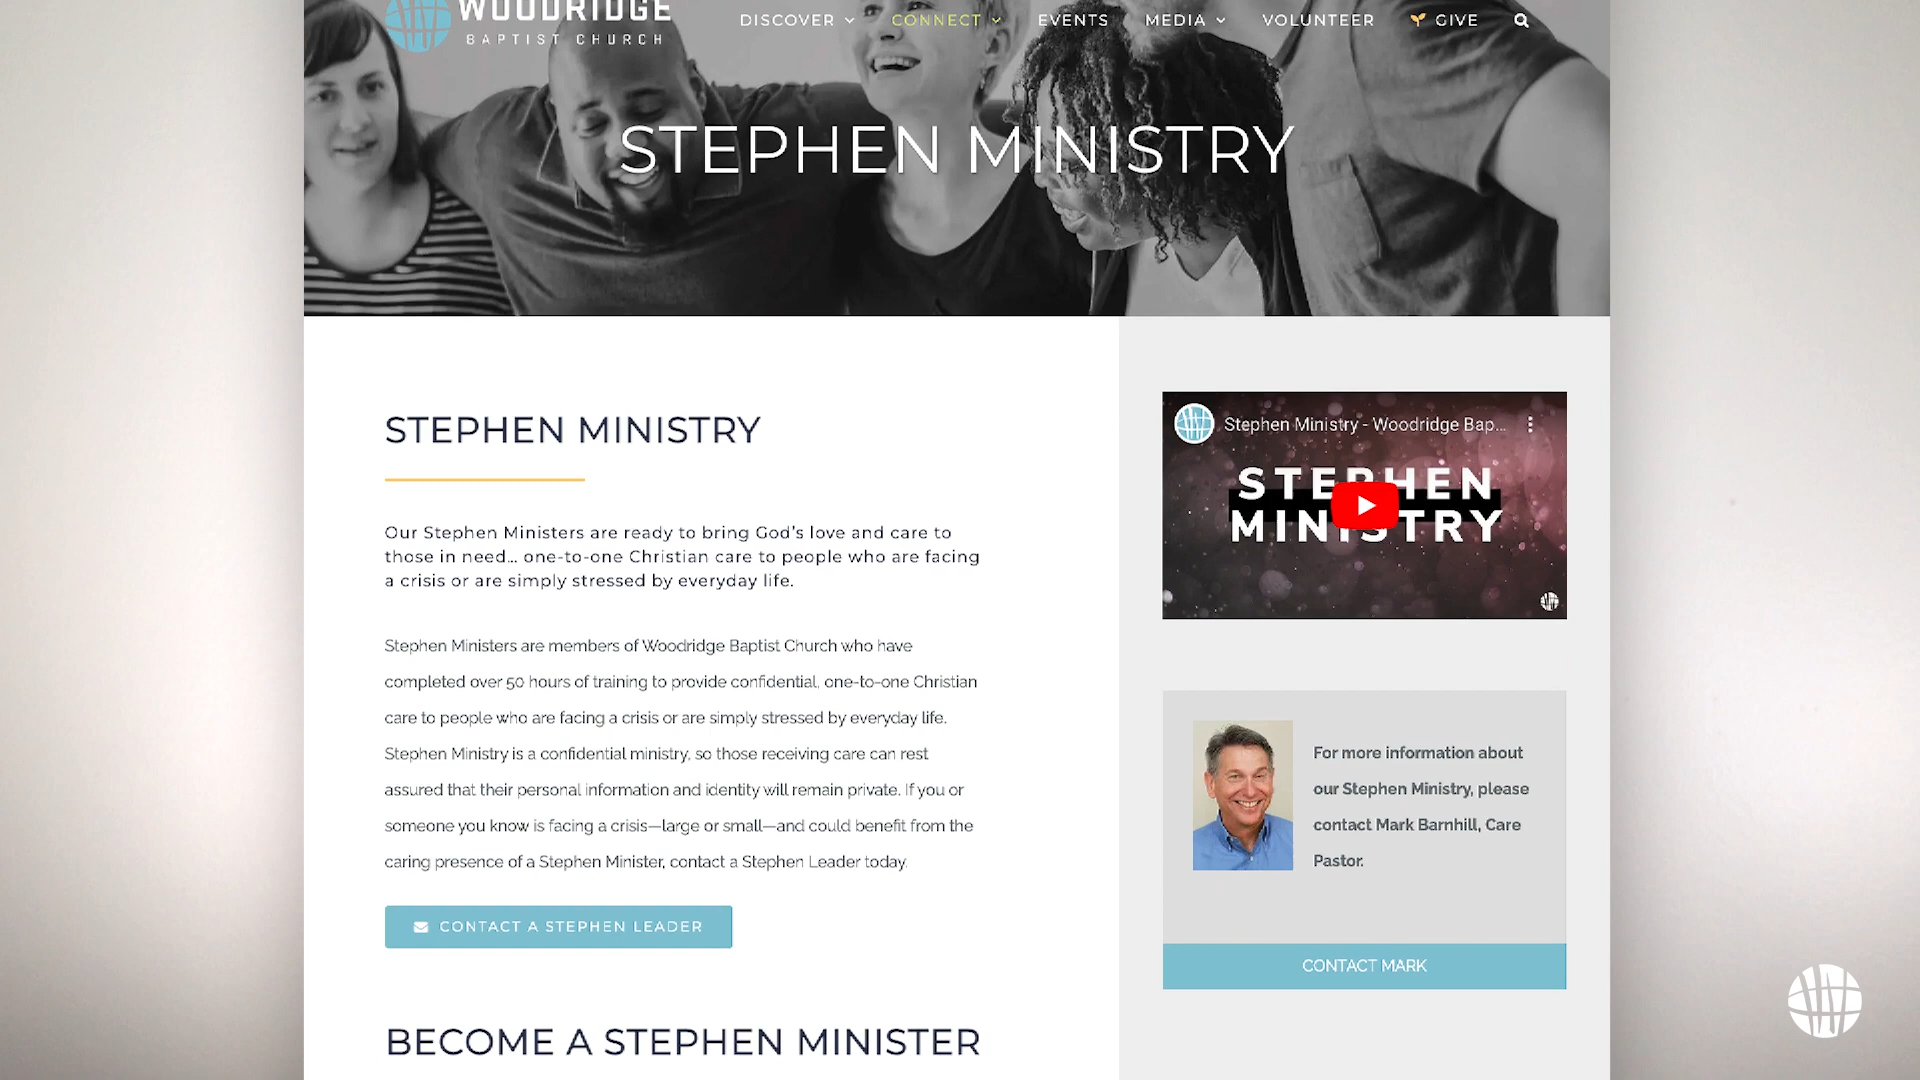 WOODRIDGE
BAPTIST CHURCH
DISCOVER
CONNECT
EVENTS
MEDIA
VOLUNTEER
GIVE
STEPHEN MINISTRY
STEPHEN MINISTRY
Our Stephen Ministers are ready to bring God's love and care to
those in need... one-to-one Christian care to people who are facing
a crisis or are simply stressed by everyday life.
Stephen Ministers are members of Woodridge Baptist Church who have
completed over 50 hours of training to provide confidential, one-to-one Christian
care to people who are facing a crisis or are simply stressed by everyday life.
Stephen Ministry is a confidential ministry, so those receiving care can rest
assured that their personal information and identity will remain private. If you or
someone you know is facing a crisis—large or small—and could benefit from the
caring presence of a Stephen Minister, contact a Stephen Leader today.
CONTACT A STEPHEN LEADER
BECOME A STEPHEN MINISTER
Stephen Ministry - Woodridge Bap...
STEPHEN
MINISTRY
For more information about
our Stephen Ministry, please
contact Mark Barnhill, Care
Pastor.
CONTACT MARK